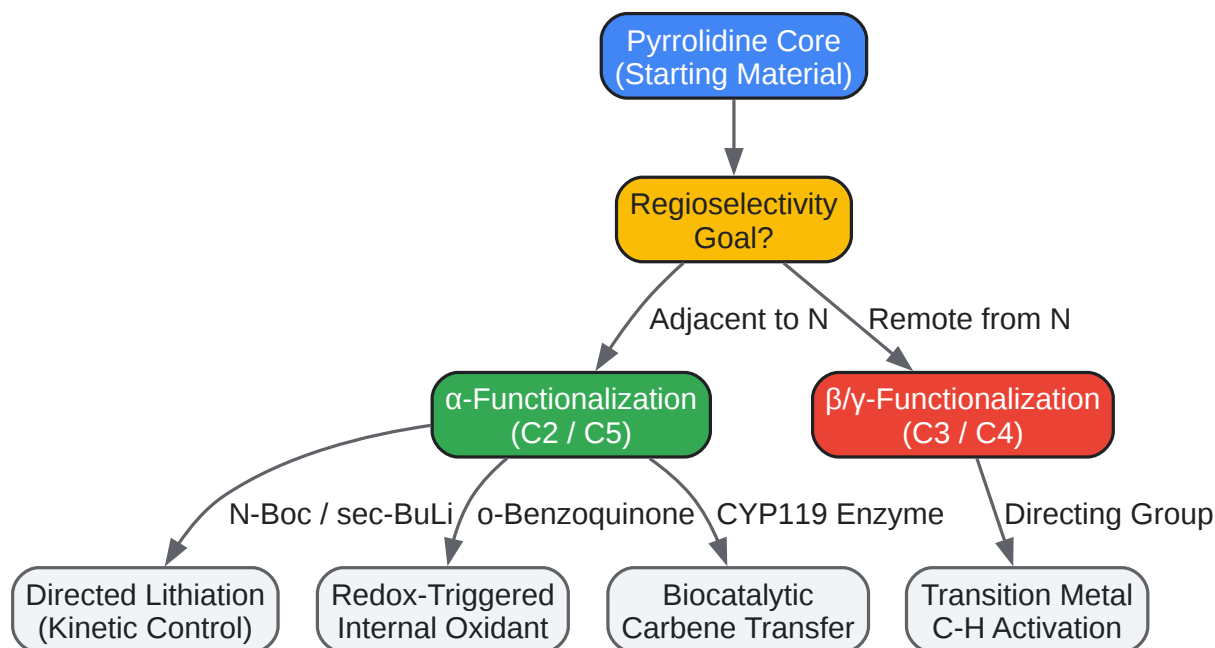 Pyrrolidine Core
(Starting Material)
Regioselectivity
Goal?
Adjacent to N
Remote from N
α-Functionalization
(C2 / C5)
β/γ-Functionalization
(C3 / C4)
N-Boc / sec-BuLi
o-Benzoquinone
CYP119 Enzyme
Directing Group
Directed Lithiation
(Kinetic Control)
Redox-Triggered
Internal Oxidant
Biocatalytic
Carbene Transfer
Transition Metal
C-H Activation